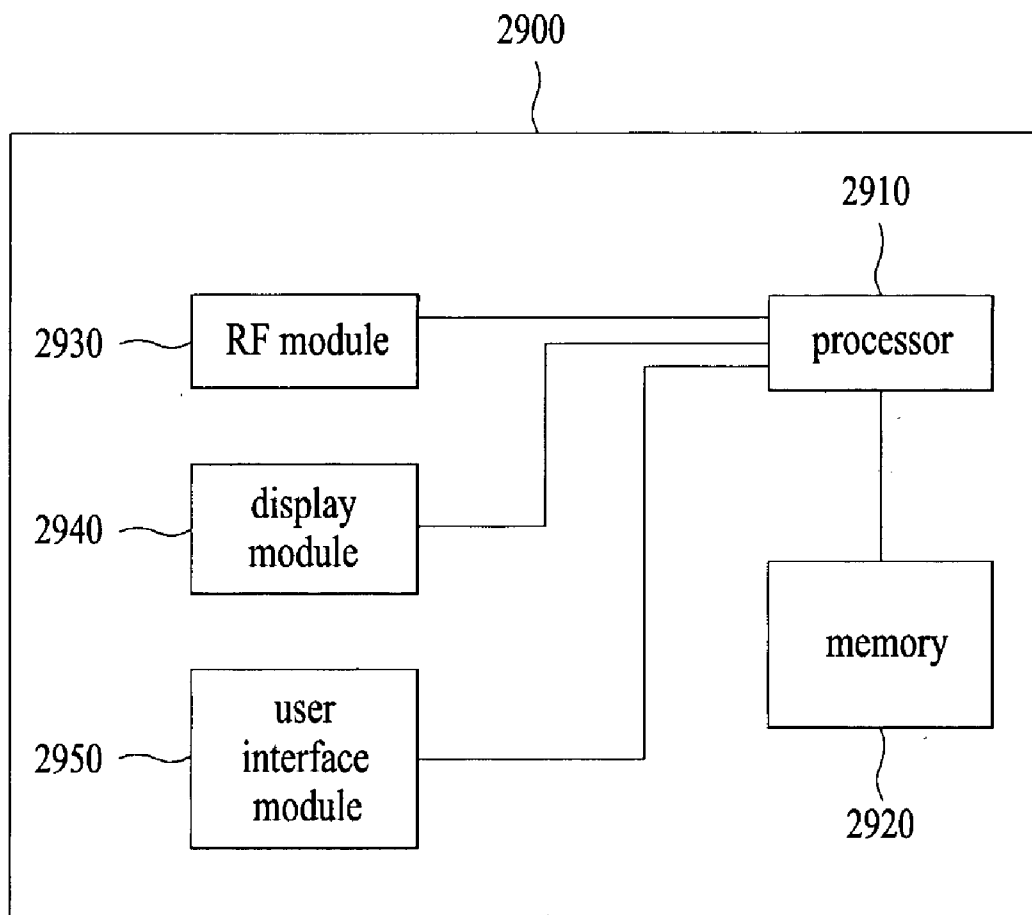 2900
2910
2930
RF module
processor
2940
display
module
memory
2950
user
interface
module
2920